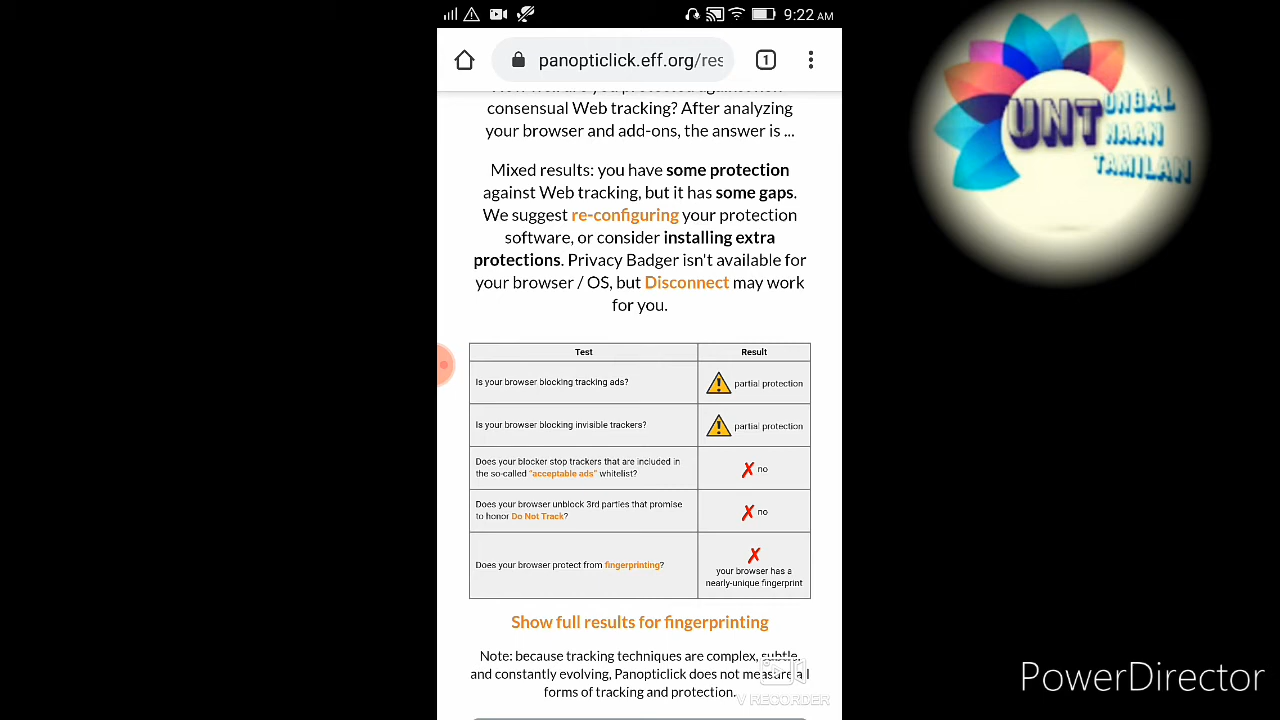 9:22 AM
panopticlick.eff.org/res
1
consensual Web tracking? After analyzing
your browser and add-ons, the answer is ...
Mixed results: you have some protection
against Web tracking, but it has some gaps.
We suggest re-configuring your protection
software, or consider installing extra
protections. Privacy Badger isn't available for
your browser / OS, but Disconnect may work
for you.
Test Result
Is your browser blocking tracking ads? partial protection
Is your browser blocking invisible trackers? partial protection
Does your blocker stop trackers that are included in
the so-called "acceptable ads" whitelist? no
Does your browser unblock 3rd parties that promise
to honor Do Not Track? no
Does your browser protect from fingerprinting?
your browser has a
nearly-unique fingerprint
Show full results for fingerprinting
Note: because tracking techniques are complex, subtle,
and constantly evolving, Panopticlick does not measure all
forms of tracking and protection.
V RECORDER
UNT
UNGAL
NAAN
TAMILAN
PowerDirector